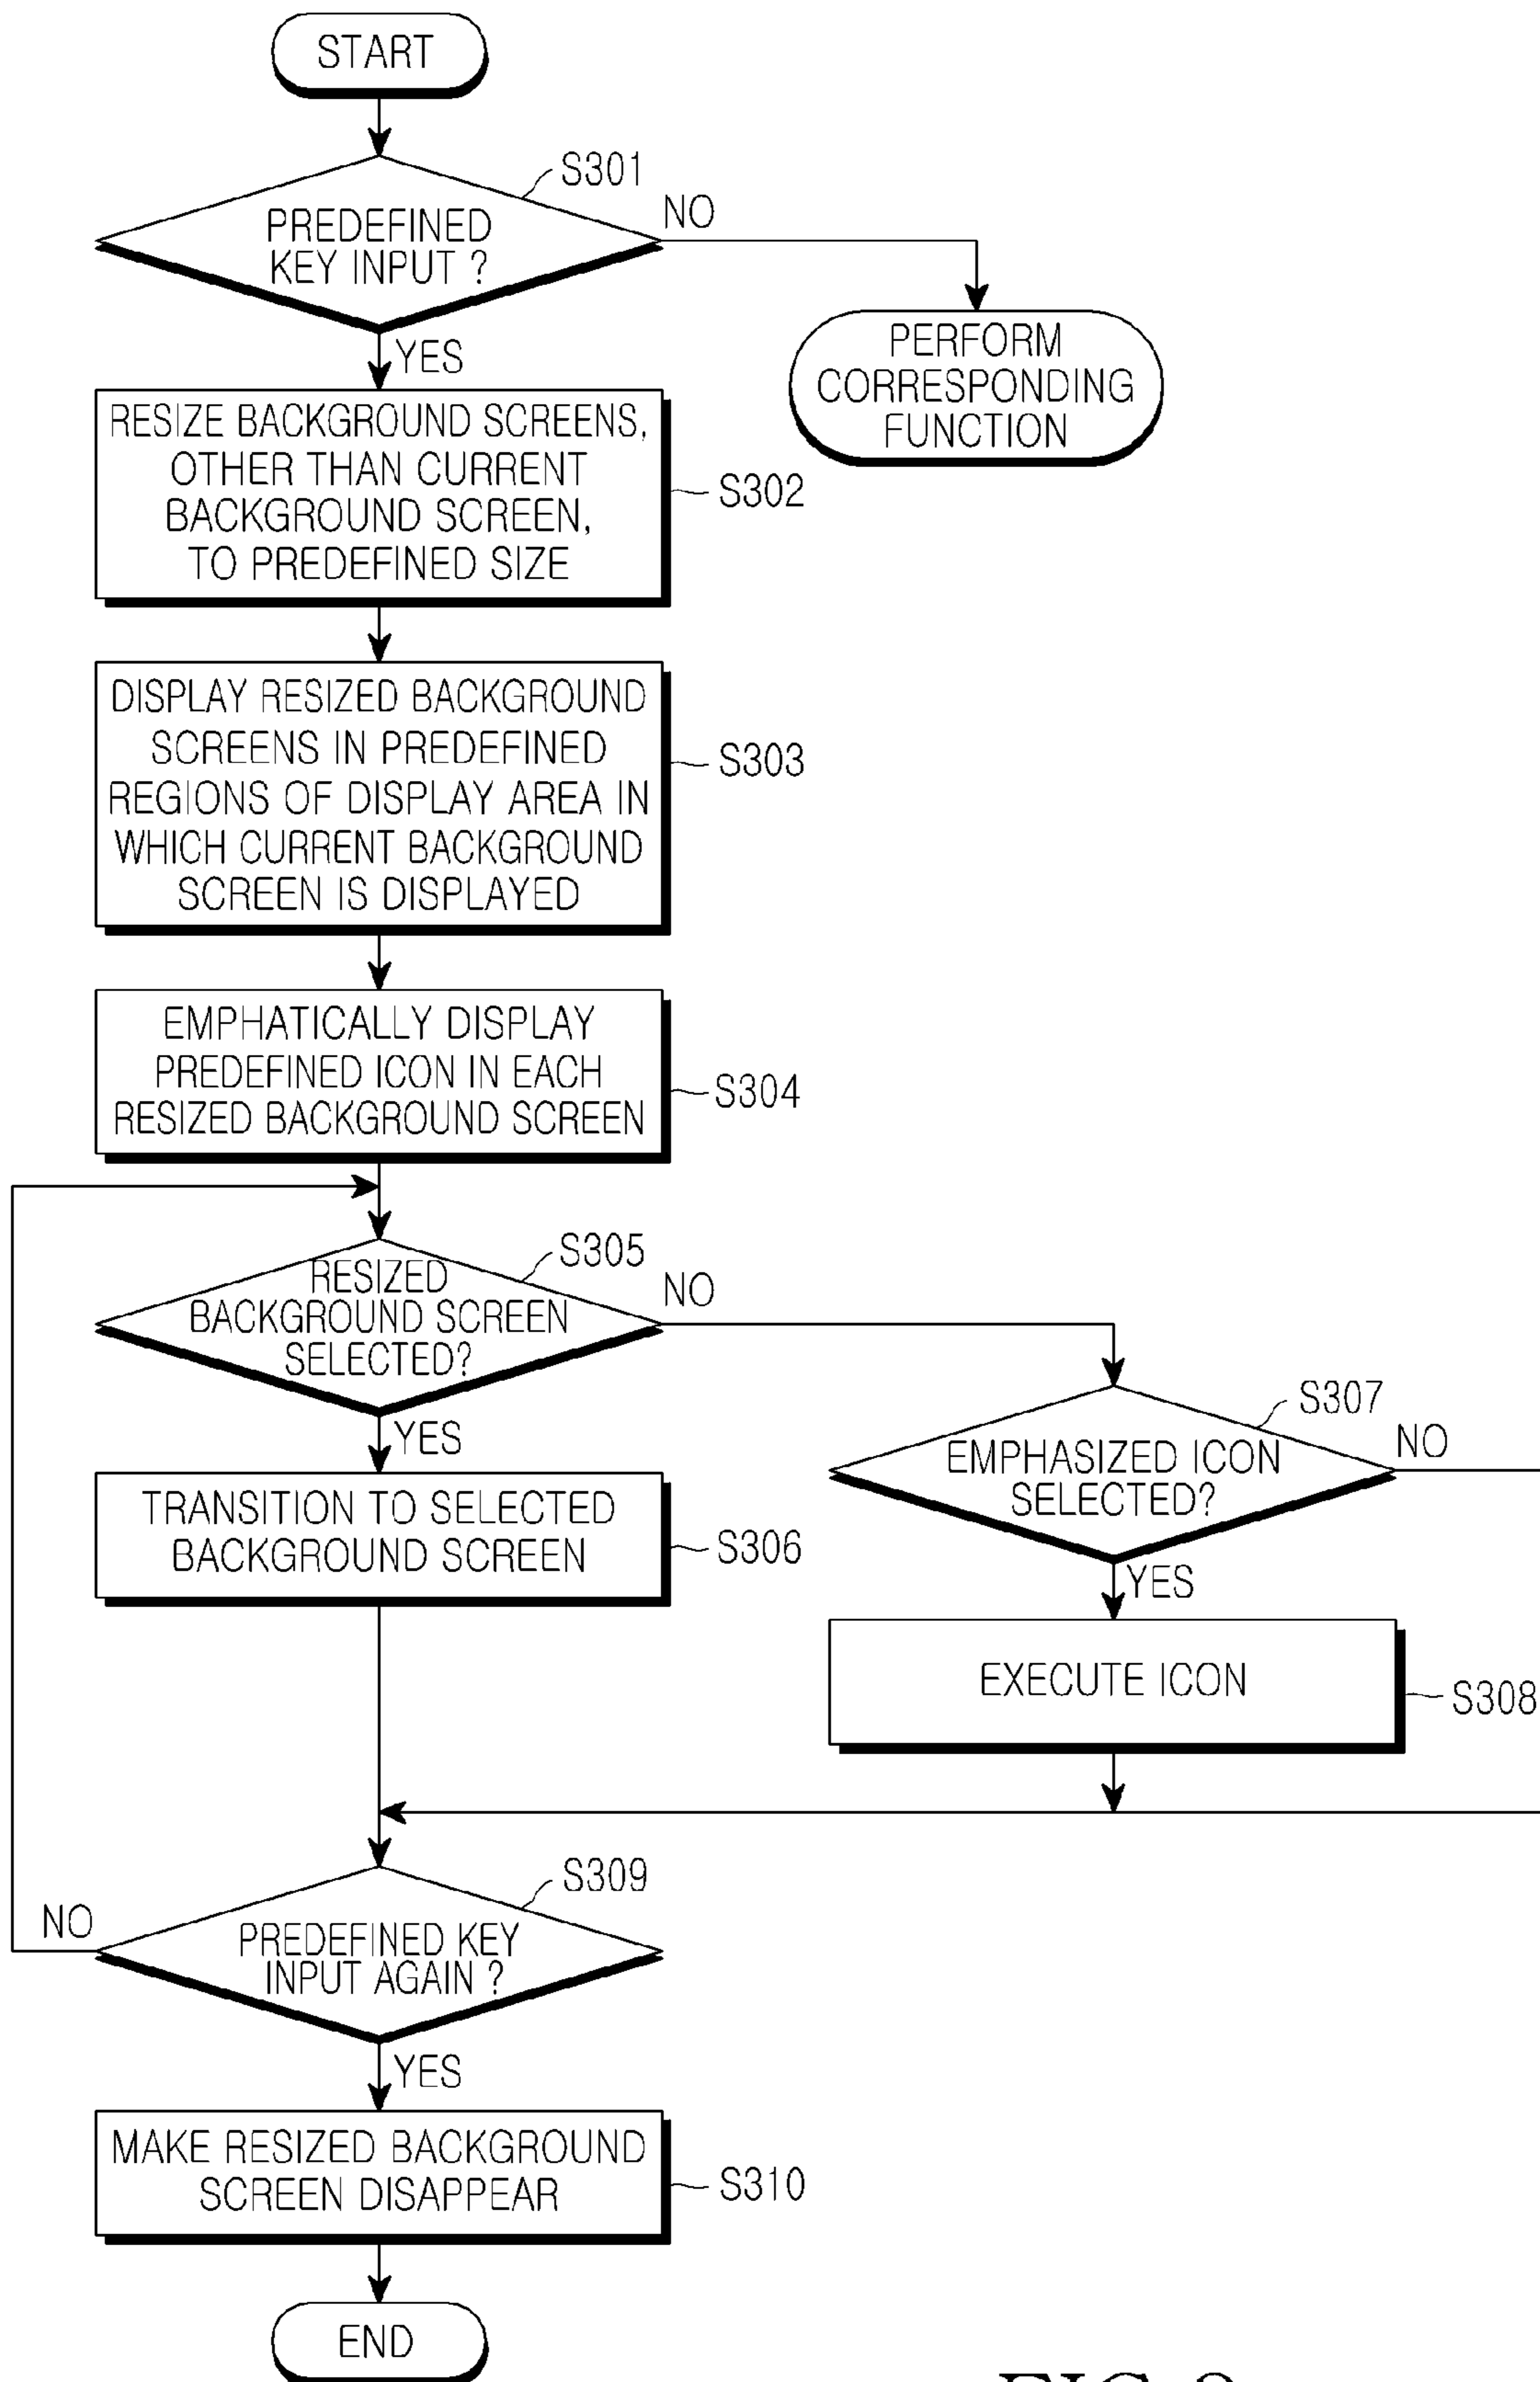 START
S301
PREDEFINED
KEY INPUT ?
NO
YES
PERFORM
CORRESPONDING
FUNCTION
RESIZE BACKGROUND SCREENS,
OTHER THAN CURRENT
BACKGROUND SCREEN,
TO PREDEFINED SIZE
S302
DISPLAY RESIZED BACKGROUND
SCREENS IN PREDEFINED
REGIONS OF DISPLAY AREA IN
WHICH CURRENT BACKGROUND
SCREEN IS DISPLAYED
S303
EMPHATICALLY DISPLAY
PREDEFINED ICON IN EACH
RESIZED BACKGROUND SCREEN
S304
S305
RESIZED
BACKGROUND SCREEN
SELECTED?
NO
YES
S307
EMPHASIZED ICON
SELECTED?
NO
YES
TRANSITION TO SELECTED
BACKGROUND SCREEN
S306
EXECUTE ICON
S308
S309
PREDEFINED KEY
INPUT AGAIN ?
NO
YES
MAKE RESIZED BACKGROUND
SCREEN DISAPPEAR
S310
END